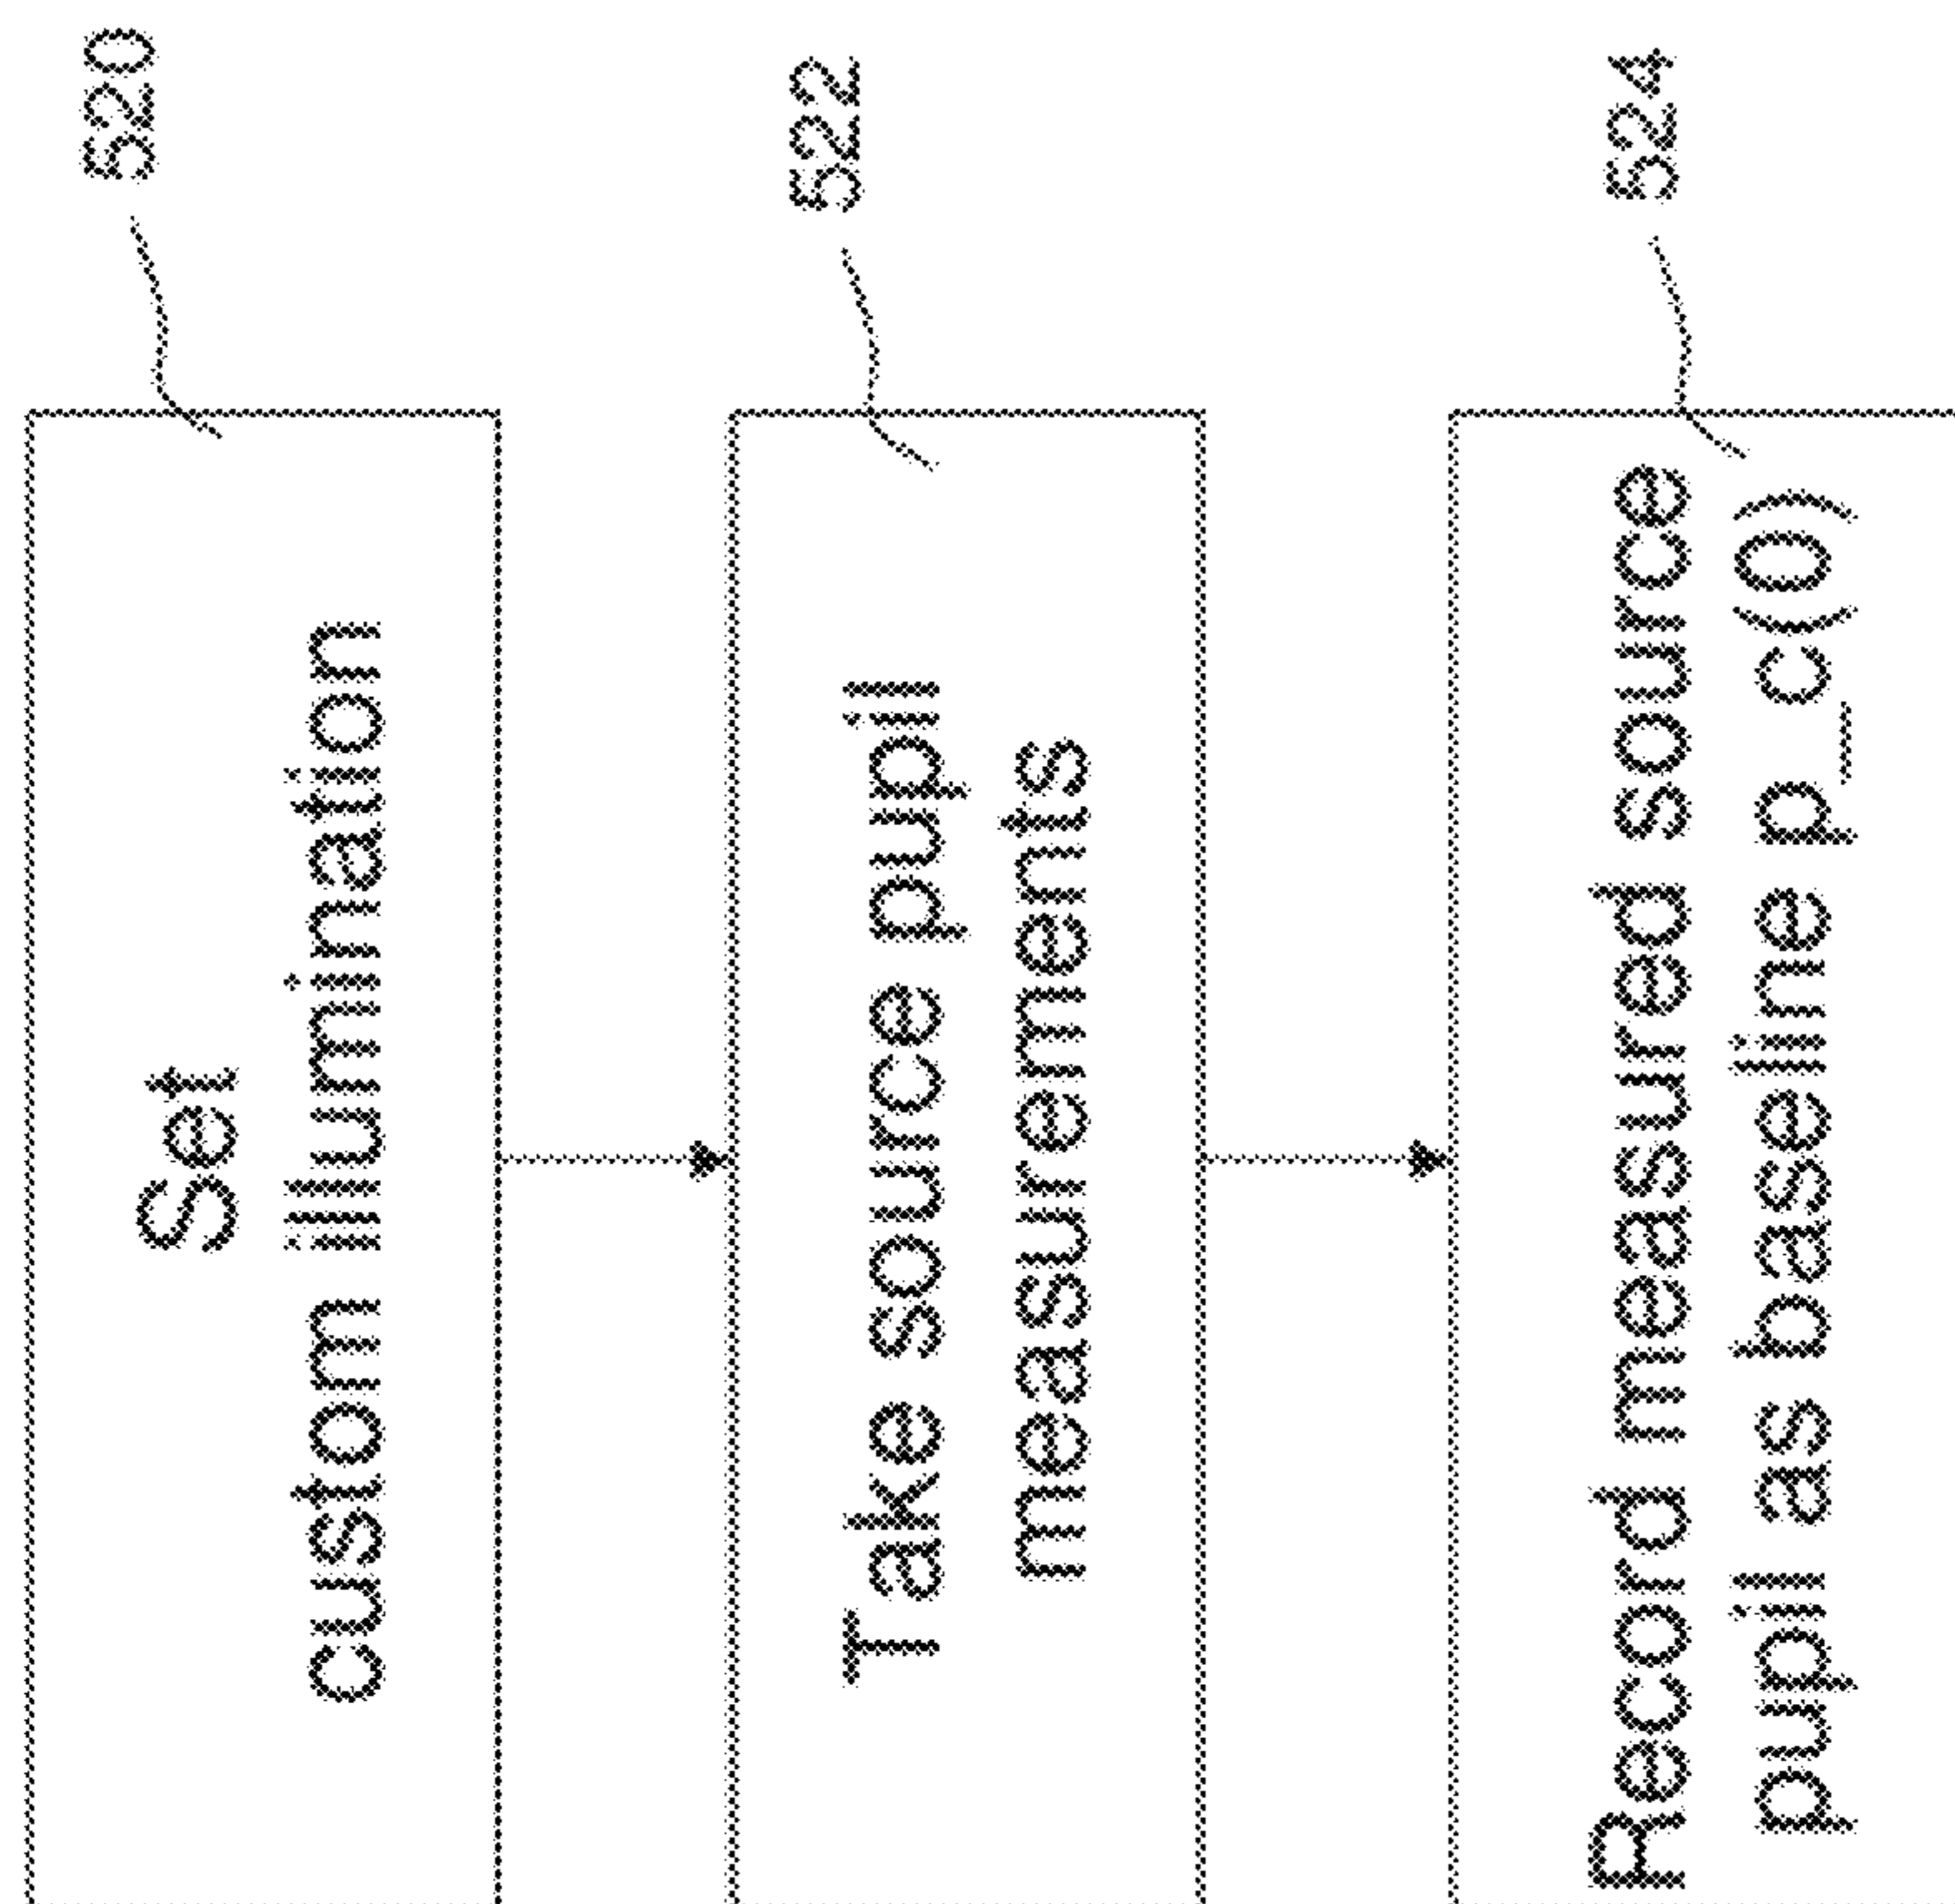 520
Set
custom illumination
522
Take source pupil
measurements
524
Record measured source
pupil as baseline p_c(0)